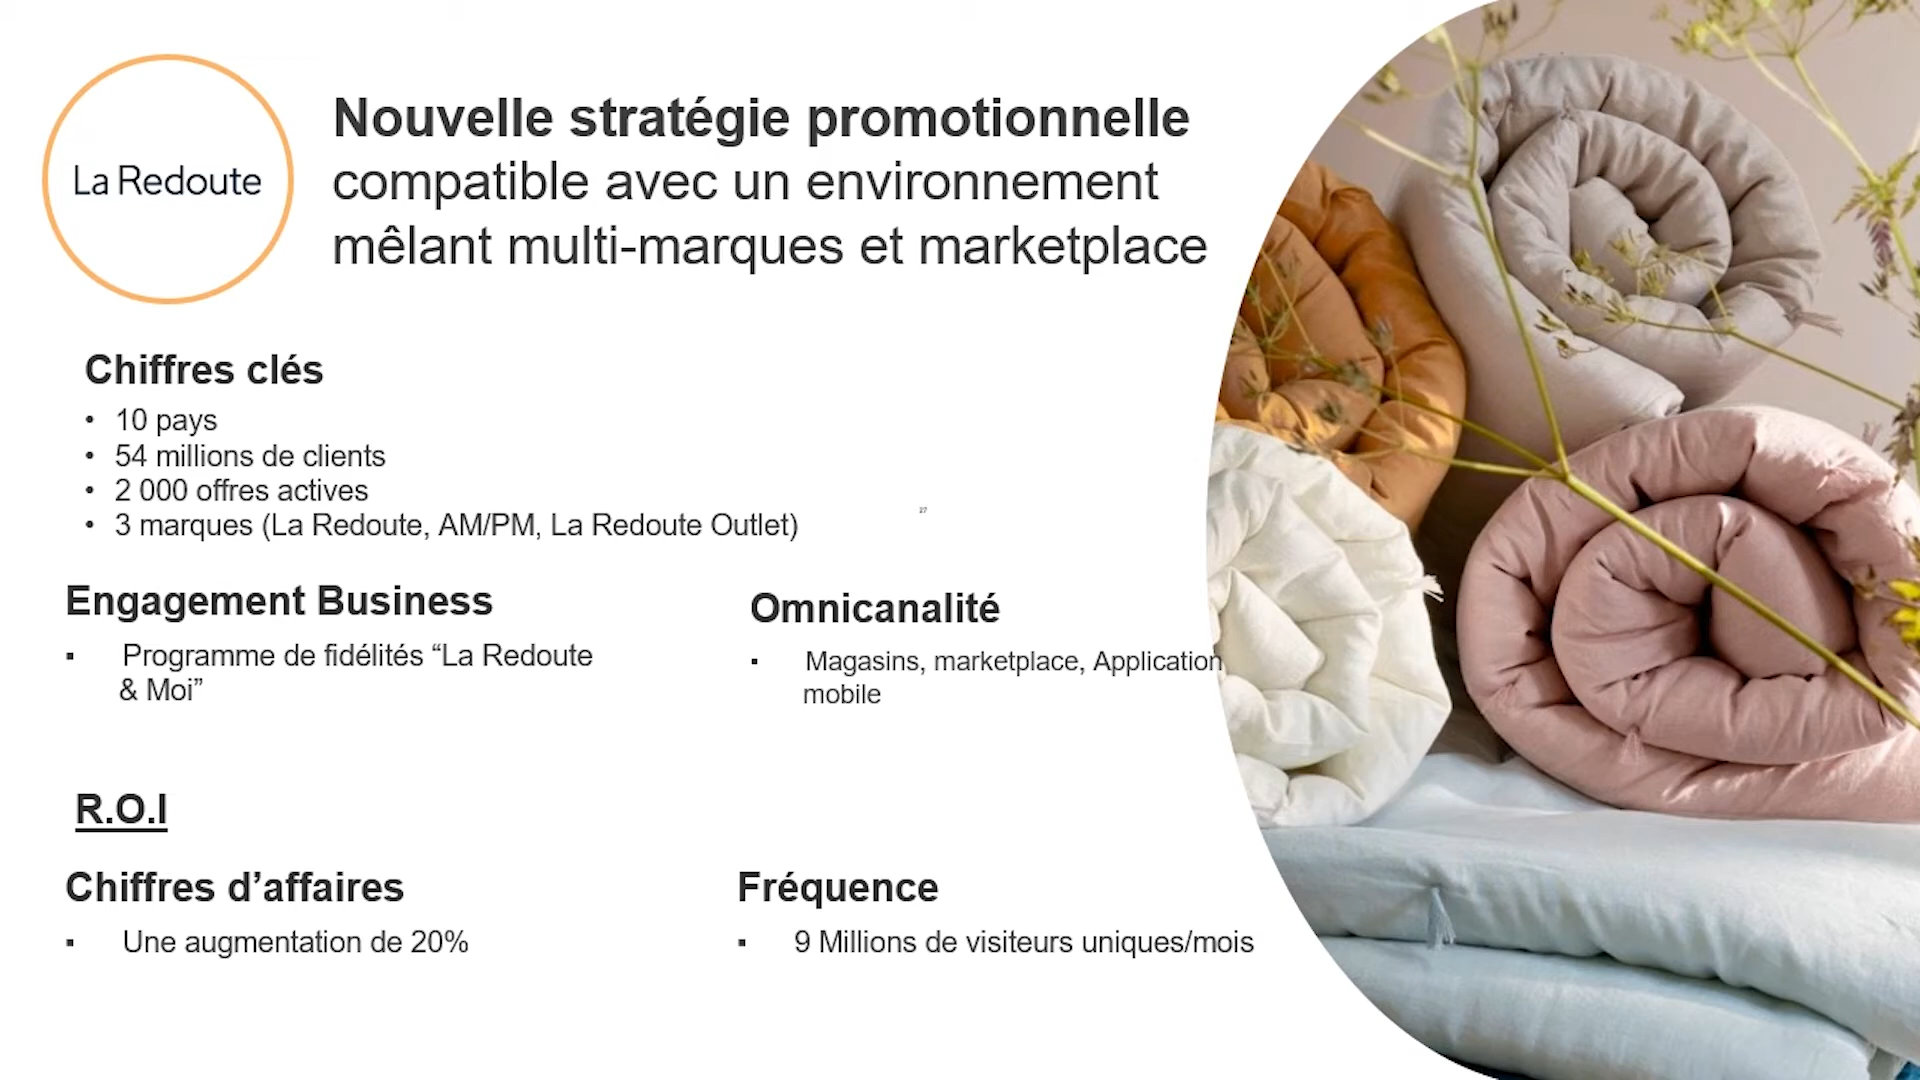 La Redoute
Nouvelle stratégie promotionnelle
compatible avec un environnement
mêlant multi-marques et marketplace
Chiffres clés
• 10 pays
• 54 millions de clients
• 2 000 offres actives
• 3 marques (La Redoute, AM/PM, La Redoute Outlet)
27
Engagement Business
▪ Programme de fidélités “La Redoute
& Moi”
Omnicanalité
▪ Magasins, marketplace, Application
mobile
R.O.I
Chiffres d’affaires
▪ Une augmentation de 20%
Fréquence
▪ 9 Millions de visiteurs uniques/mois